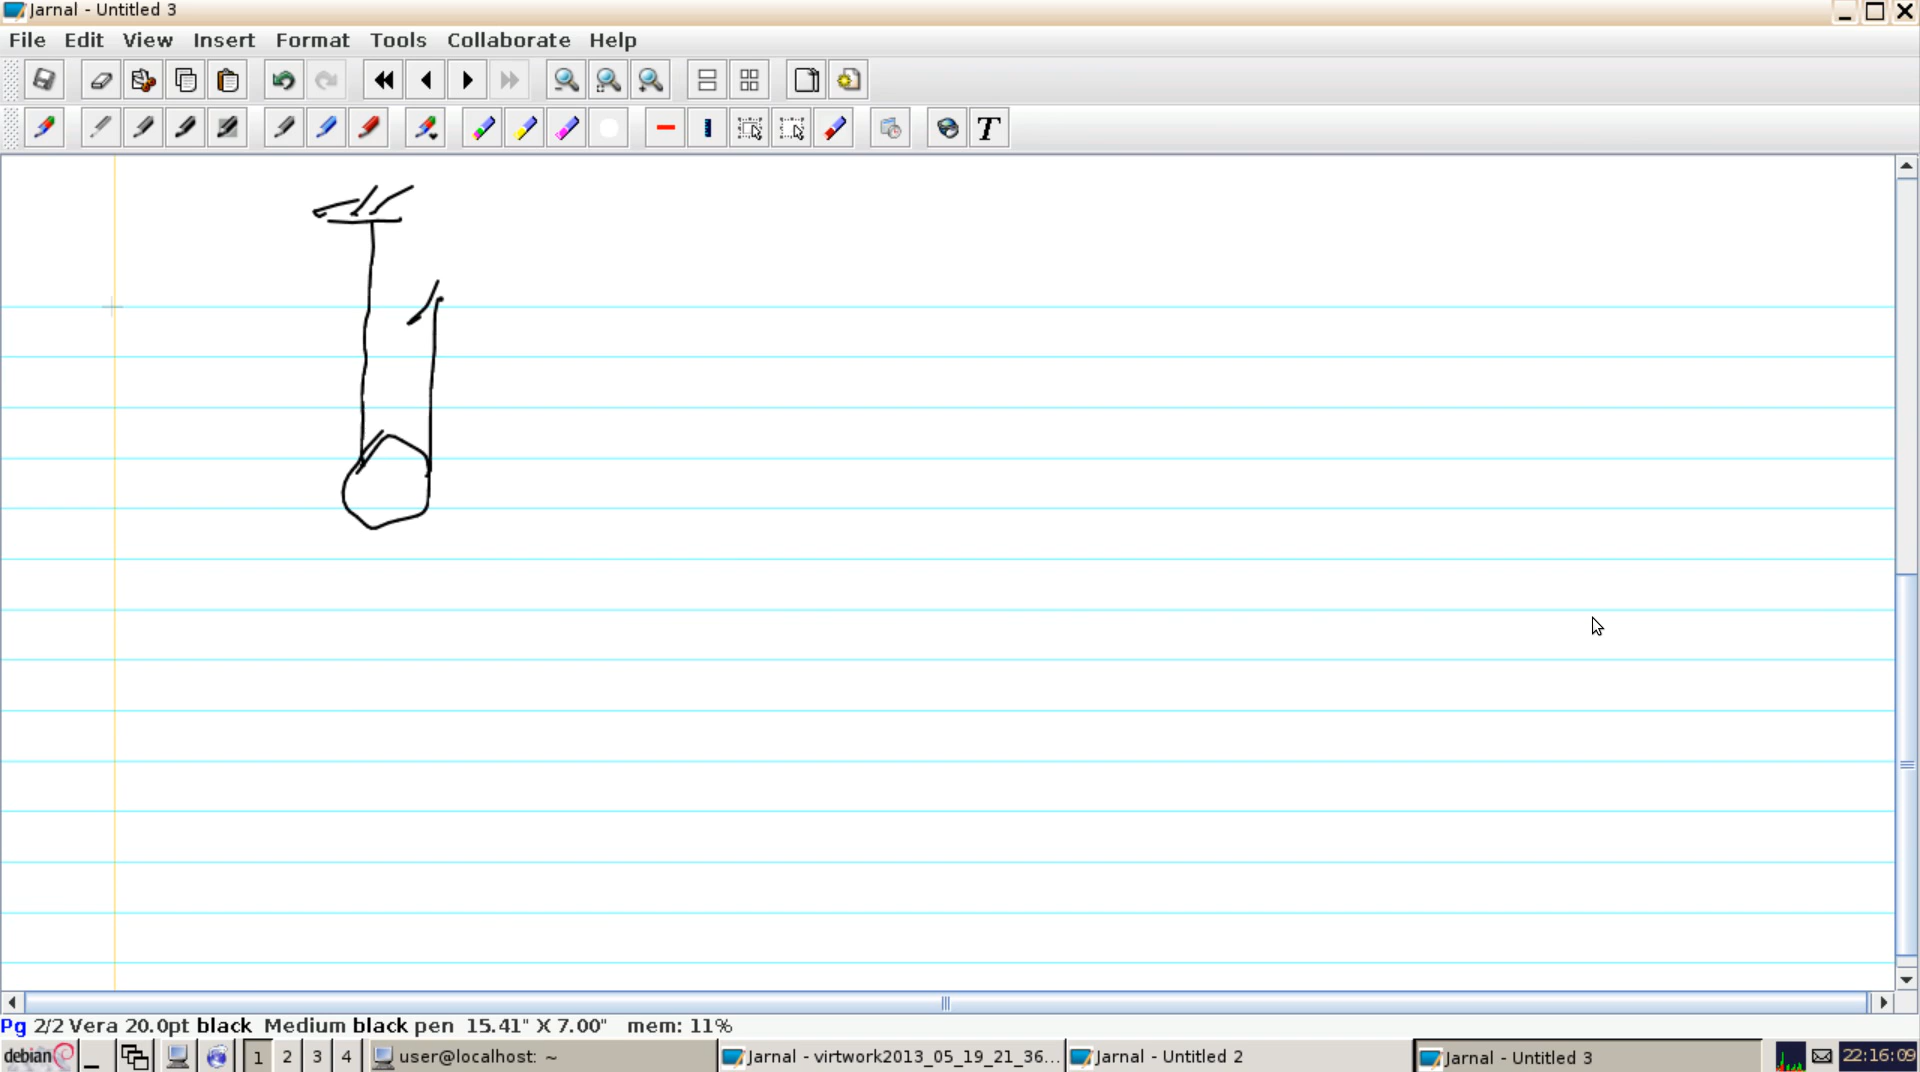 Jarnal - Untitled 3
File Edit View Insert Format Tools Collaborate Help
T
Pg 2/2 Vera 20.0pt black Medium black pen 15.41" X 7.00" mem: 11%
debian 1 2 3 4 user@localhost: ~ Jarnal - virtwork2013_05_19_21_36... Jarnal - Untitled 2 Jarnal - Untitled 3 22:16:09